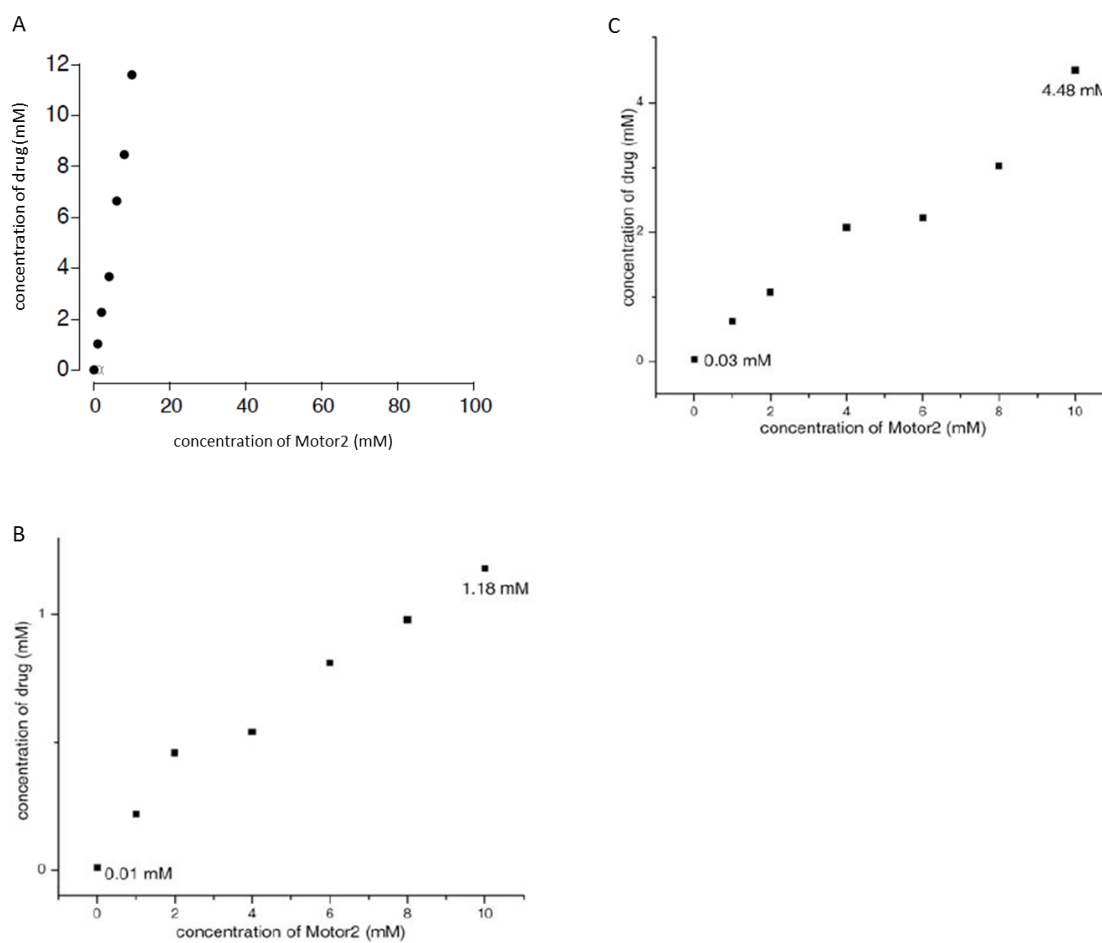 A
12
10
8
6
4
2
0
concentration of drug (mM)
0 20 40 60 80 100
concentration of Motor2 (mM)
C
4
2
0
concentration of drug (mM)
4.48 mM
0.03 mM
0 2 4 6 8 10
concentration of Motor2 (mM)
B
1
0
concentration of drug (mM)
1.18 mM
0.01 mM
0 2 4 6 8 10
concentration of Motor2 (mM)